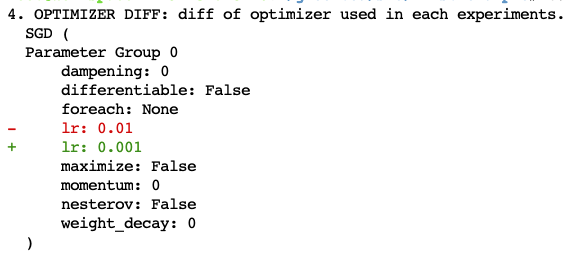 4. OPTIMIZER DIFF: diff of optimizer used in each experiments.
SGD (
Parameter Group 0
dampening: 0
differentiable: False
foreach: None
- lr: 0.01
+ lr: 0.001
maximize: False
momentum: 0
nesterov: False
weight_decay: 0
)